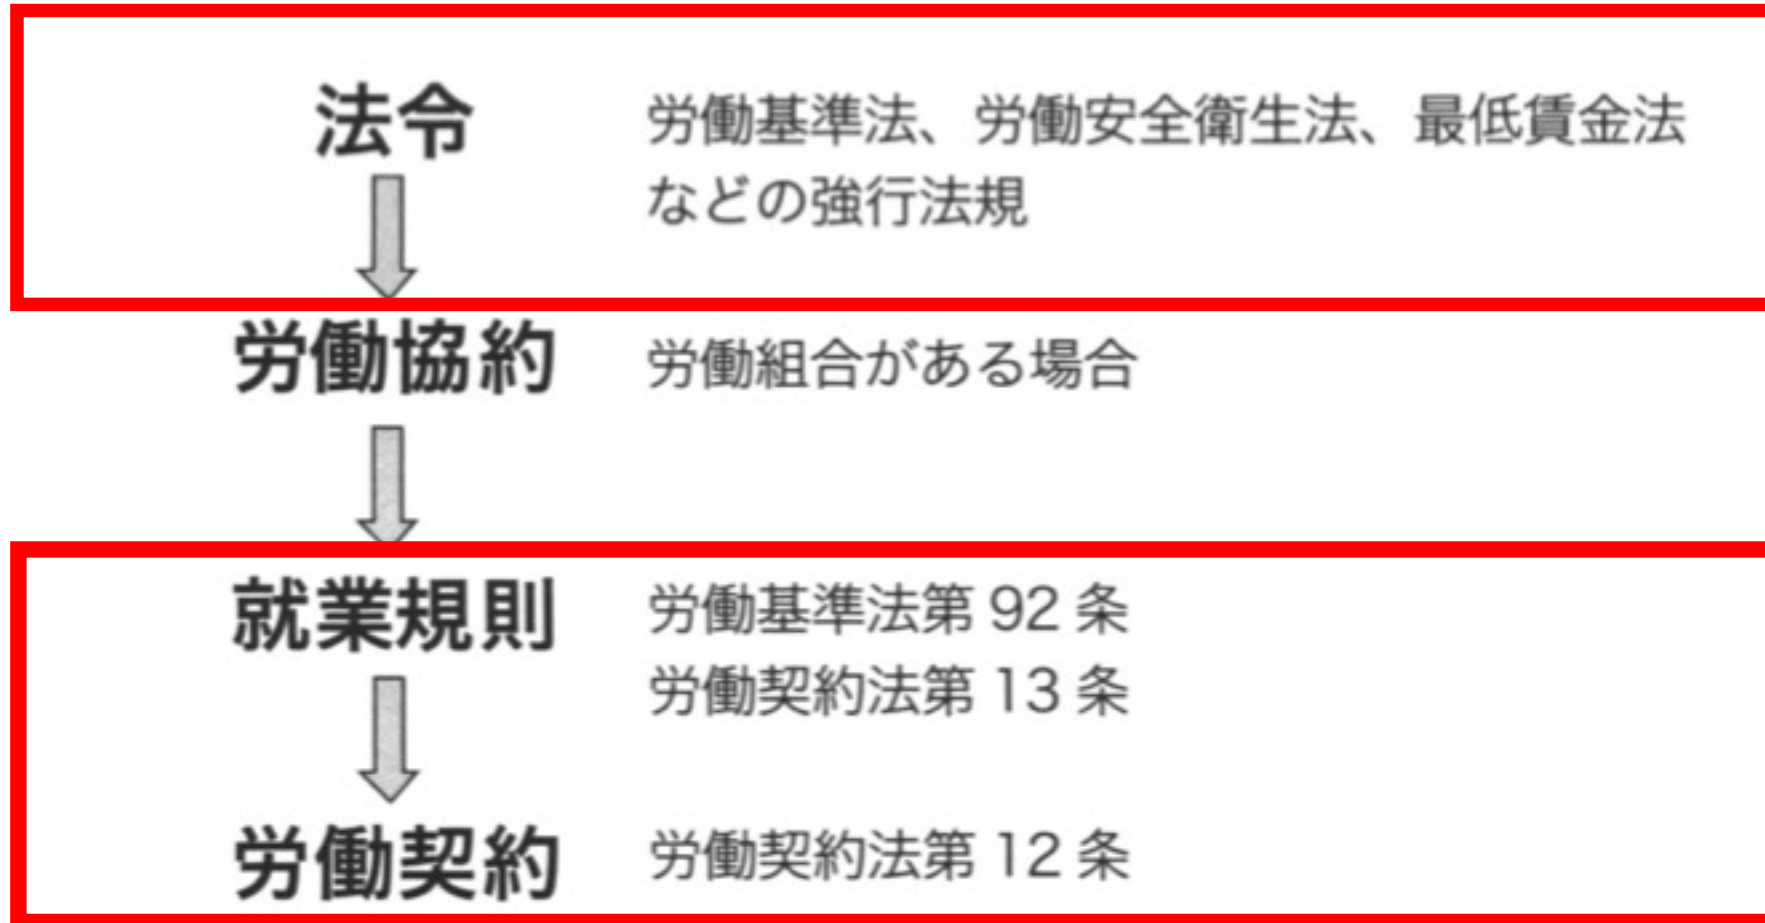 法令
労働基準法、労働安全衛生法、最低賃金法
などの強行法規
労働協約
労働組合がある場合
就業規則
労働基準法第 92 条
労働契約法第 13 条
労働契約
労働契約法第 12 条